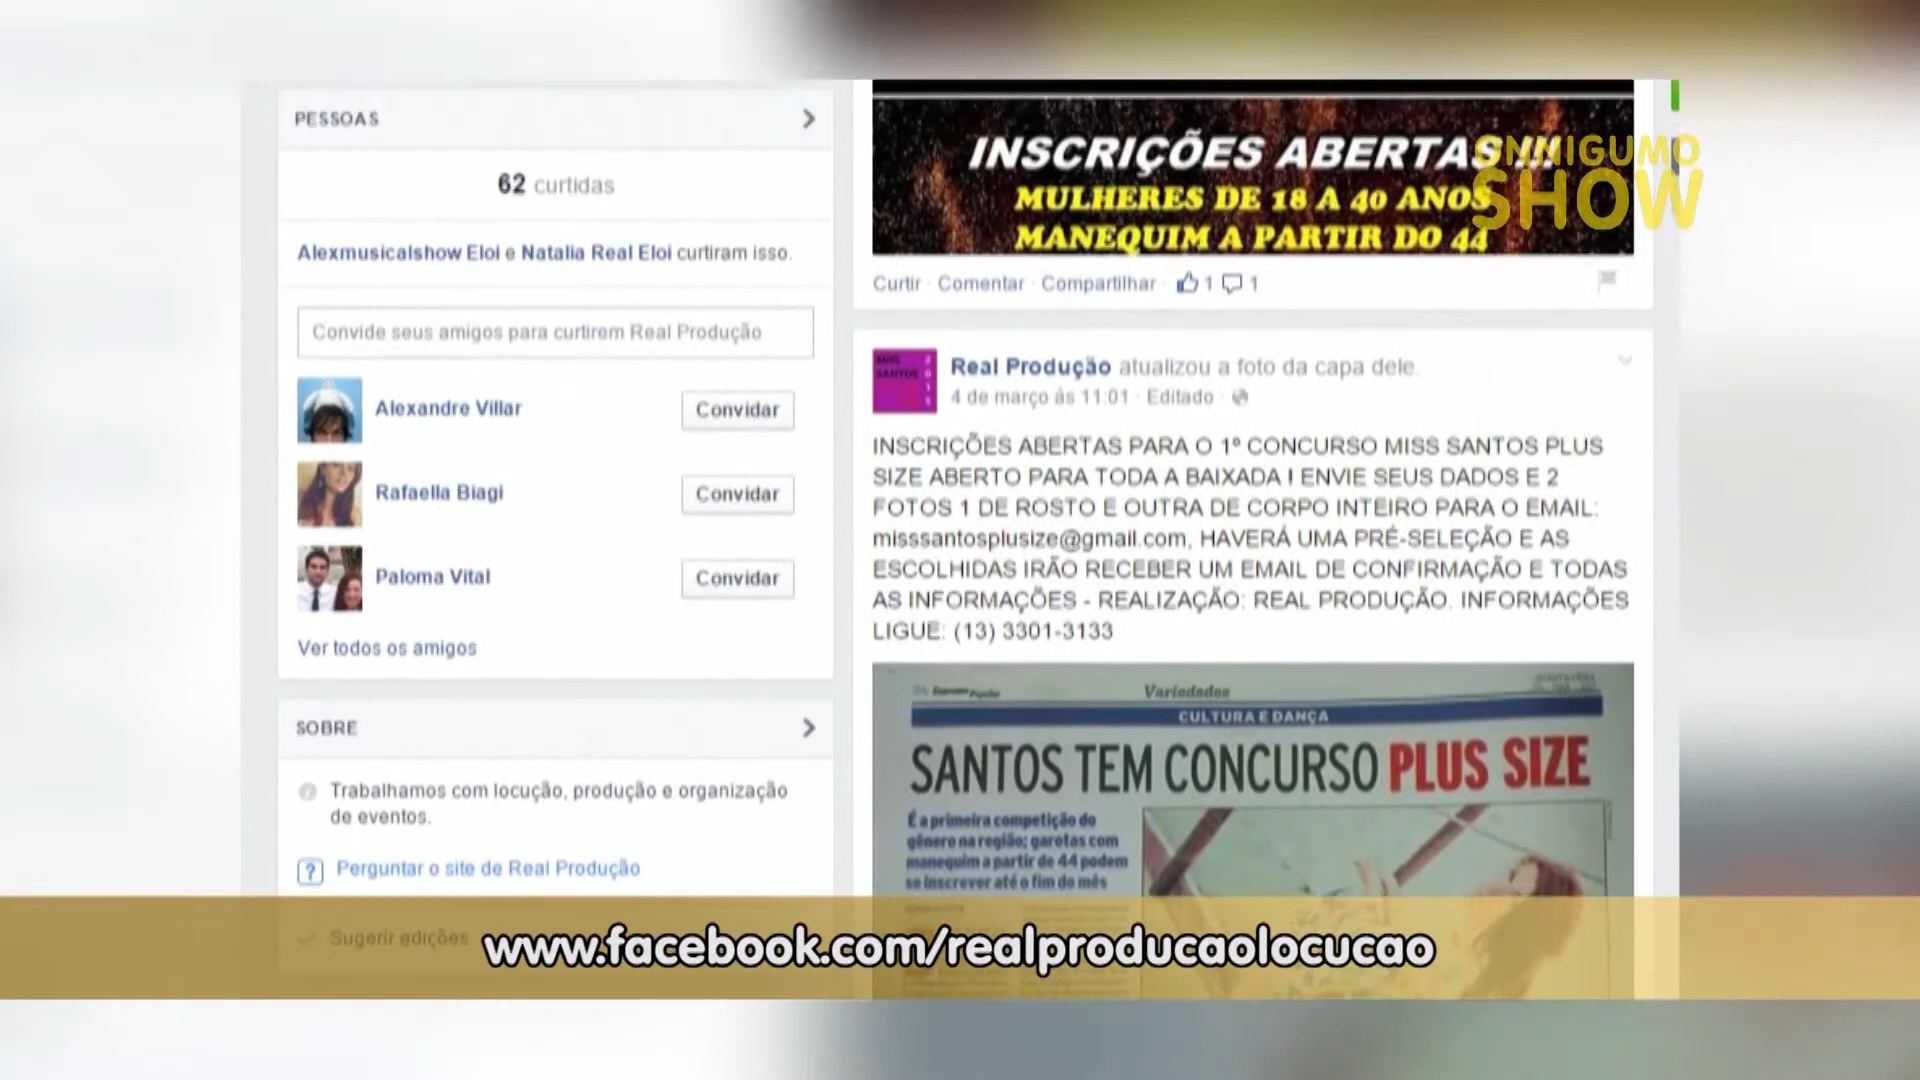 PESSOAS
62 curtidas
Alexmusicalshow Eloi e Natalia Real Eloi curtiram isso.
Convide seus amigos para curtirem Real Produção
Alexandre Villar
Convidar
Rafaella Biagi
Convidar
Paloma Vital
Convidar
Ver todos os amigos
SOBRE
Trabalhamos com locução, produção e organização
de eventos.
Perguntar o site de Real Produção
Sugerir edições
INSCRIÇÕES ABERTAS !!!
MULHERES DE 18 A 40 ANOS
MANEQUIM A PARTIR DO 44
ONNIGUMO
SHOW
Curtir · Comentar · Compartilhar · 1 1
MISS
SANTOS
2015
Real Produção atualizou a foto da capa dele.
4 de março às 11:01 · Editado ·
INSCRIÇÕES ABERTAS PARA O 1º CONCURSO MISS SANTOS PLUS
SIZE ABERTO PARA TODA A BAIXADA ! ENVIE SEUS DADOS E 2
FOTOS 1 DE ROSTO E OUTRA DE CORPO INTEIRO PARA O EMAIL:
misssantosplusize@gmail.com, HAVERÁ UMA PRÉ-SELEÇÃO E AS
ESCOLHIDAS IRÃO RECEBER UM EMAIL DE CONFIRMAÇÃO E TODAS
AS INFORMAÇÕES - REALIZAÇÃO: REAL PRODUÇÃO. INFORMAÇÕES
LIGUE: (13) 3301-3133
Expresso Popular
Variedades
CULTURA E DANÇA
SANTOS TEM CONCURSO PLUS SIZE
É a primeira competição do
gênero na região; garotas com
manequim a partir de 44 podem
se inscrever até o fim do mês
www.facebook.com/realproducaolocucao